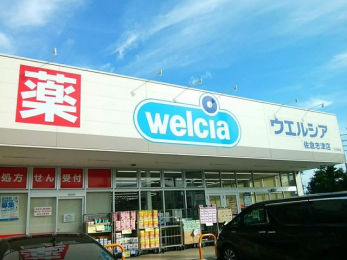 薬
welcia
ウエルシア
佐倉志津店
処方せん受付